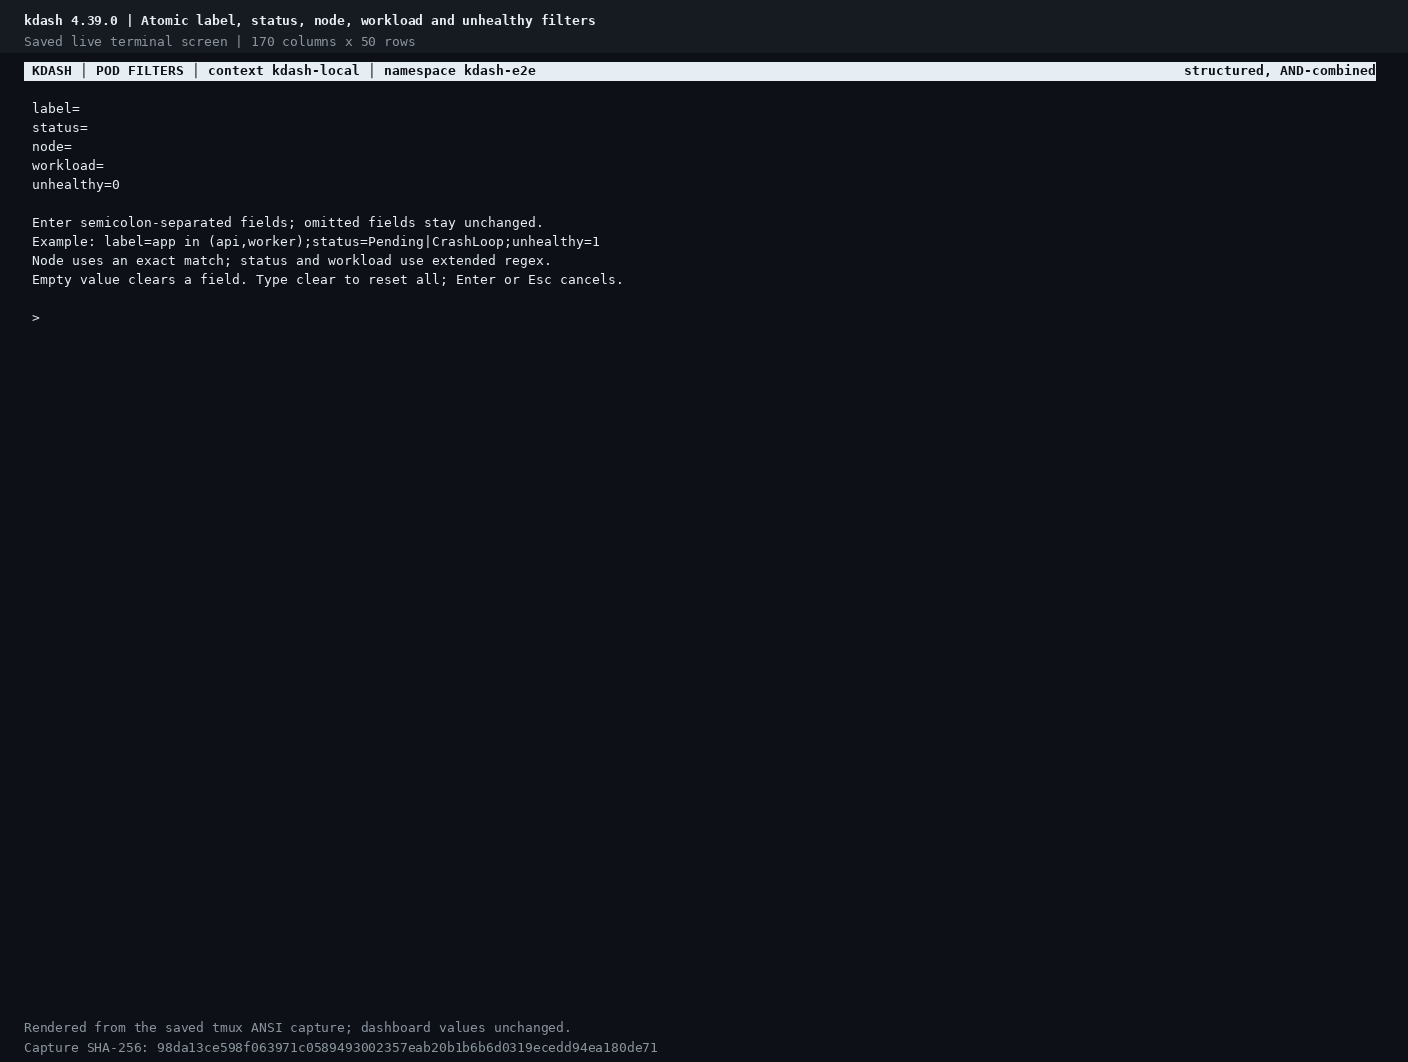 kdash 4.39.0 | Atomic label, status, node, workload and unhealthy filters
Saved live terminal screen | 170 columns x 50 rows
KDASH │ POD FILTERS │ context kdash-local │ namespace kdash-e2e structured, AND-combined
label=
status=
node=
workload=
unhealthy=0
Enter semicolon-separated fields; omitted fields stay unchanged.
Example: label=app in (api,worker);status=Pending|CrashLoop;unhealthy=1
Node uses an exact match; status and workload use extended regex.
Empty value clears a field. Type clear to reset all; Enter or Esc cancels.
>
Rendered from the saved tmux ANSI capture; dashboard values unchanged.
Capture SHA-256: 98da13ce598f063971c0589493002357eab20b1b6b6d0319ecedd94ea180de71